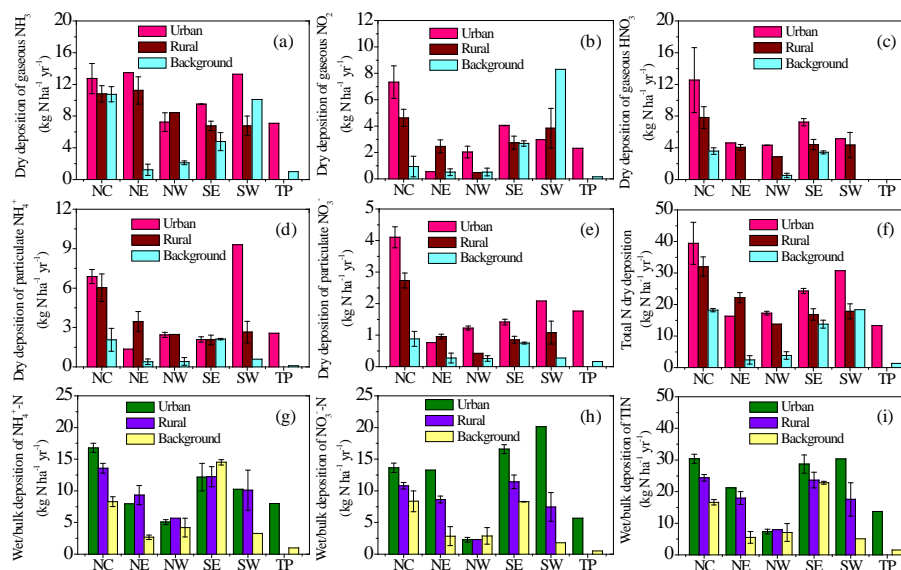 Dry deposition of gaseous NH₃
(kg N ha⁻¹ yr⁻¹)
20
16
12
8
4
0
Urban
Rural
Background
(a)
NC NE NW SE SW TP
Dry deposition of gaseous NO₂
(kg N ha⁻¹ yr⁻¹)
12
10
8
6
4
2
0
Urban
Rural
Background
(b)
NC NE NW SE SW TP
Dry deposition of gaseous HNO₃
(kg N ha⁻¹ yr⁻¹)
20
16
12
8
4
0
Urban
Rural
Background
(c)
NC NE NW SE SW TP
Dry deposition of particulate NH₄⁺
(kg N ha⁻¹ yr⁻¹)
12
9
6
3
0
Urban
Rural
Background
(d)
NC NE NW SE SW TP
Dry deposition of particulate NO₃⁻
(kg N ha⁻¹ yr⁻¹)
5
4
3
2
1
0
Urban
Rural
Background
(e)
NC NE NW SE SW TP
Total N dry deposition
(kg N ha⁻¹ yr⁻¹)
50
40
30
20
10
0
Urban
Rural
Background
(f)
NC NE NW SE SW TP
Wet/bulk deposition of NH₄⁺-N
(kg N ha⁻¹ yr⁻¹)
25
20
15
10
5
0
Urban
Rural
Background
(g)
NC NE NW SE SW TP
Wet/bulk deposition of NO₃⁻-N
(kg N ha⁻¹ yr⁻¹)
25
20
15
10
5
0
Urban
Rural
Background
(h)
NC NE NW SE SW TP
Wet/bulk deposition of TIN
(kg N ha⁻¹ yr⁻¹)
50
40
30
20
10
0
Urban
Rural
Background
(i)
NC NE NW SE SW TP